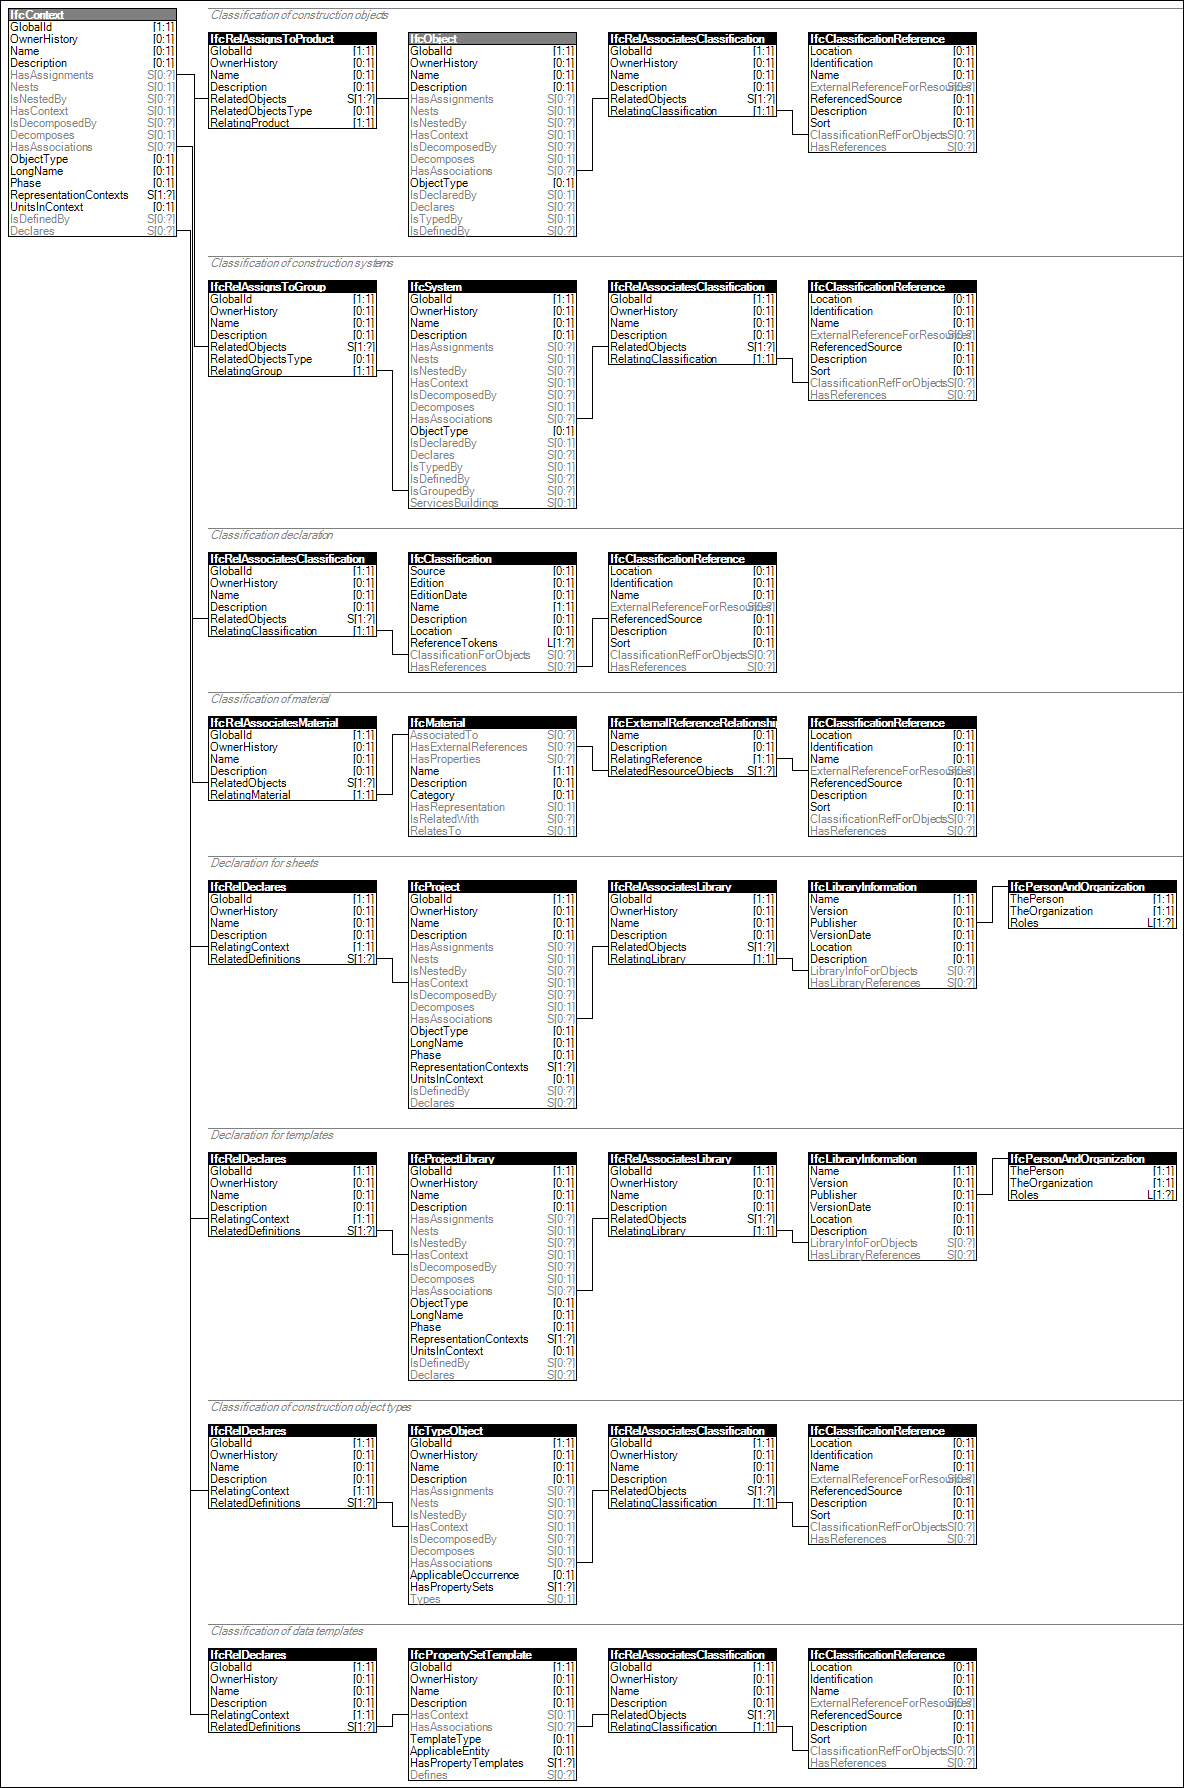 IfcContext
GlobalId [1:1]
OwnerHistory [0:1]
Name [0:1]
Description [0:1]
HasAssignments S[0:?]
Nests S[0:1]
IsNestedBy S[0:?]
HasContext S[0:1]
IsDecomposedBy S[0:?]
Decomposes S[0:1]
HasAssociations S[0:?]
ObjectType [0:1]
LongName [0:1]
Phase [0:1]
RepresentationContexts S[1:?]
UnitsInContext [0:1]
IsDefinedBy S[0:?]
Declares S[0:?]
Classification of construction objects
IfcRelAssignsToProduct
GlobalId [1:1]
OwnerHistory [0:1]
Name [0:1]
Description [0:1]
RelatedObjects S[1:?]
RelatedObjectsType [0:1]
RelatingProduct [1:1]
IfcObject
GlobalId [1:1]
OwnerHistory [0:1]
Name [0:1]
Description [0:1]
HasAssignments S[0:?]
Nests S[0:1]
IsNestedBy S[0:?]
HasContext S[0:1]
IsDecomposedBy S[0:?]
Decomposes S[0:1]
HasAssociations S[0:?]
ObjectType [0:1]
IsDeclaredBy S[0:1]
Declares S[0:?]
IsTypedBy S[0:1]
IsDefinedBy S[0:?]
IfcRelAssociatesClassification
GlobalId [1:1]
OwnerHistory [0:1]
Name [0:1]
Description [0:1]
RelatedObjects S[1:?]
RelatingClassification [1:1]
IfcClassificationReference
Location [0:1]
Identification [0:1]
Name [0:1]
ExternalReferenceForResources S[0:?]
ReferencedSource [0:1]
Description [0:1]
Sort [0:1]
ClassificationRefForObjects S[0:?]
HasReferences S[0:?]
Classification of construction systems
IfcRelAssignsToGroup
GlobalId [1:1]
OwnerHistory [0:1]
Name [0:1]
Description [0:1]
RelatedObjects S[1:?]
RelatedObjectsType [0:1]
RelatingGroup [1:1]
IfcSystem
GlobalId [1:1]
OwnerHistory [0:1]
Name [0:1]
Description [0:1]
HasAssignments S[0:?]
Nests S[0:1]
IsNestedBy S[0:?]
HasContext S[0:1]
IsDecomposedBy S[0:?]
Decomposes S[0:1]
HasAssociations S[0:?]
ObjectType [0:1]
IsDeclaredBy S[0:1]
Declares S[0:?]
IsTypedBy S[0:1]
IsDefinedBy S[0:?]
IsGroupedBy S[0:?]
ServicesBuildings S[0:1]
IfcRelAssociatesClassification
GlobalId [1:1]
OwnerHistory [0:1]
Name [0:1]
Description [0:1]
RelatedObjects S[1:?]
RelatingClassification [1:1]
IfcClassificationReference
Location [0:1]
Identification [0:1]
Name [0:1]
ExternalReferenceForResources S[0:?]
ReferencedSource [0:1]
Description [0:1]
Sort [0:1]
ClassificationRefForObjects S[0:?]
HasReferences S[0:?]
Classification declaration
IfcRelAssociatesClassification
GlobalId [1:1]
OwnerHistory [0:1]
Name [0:1]
Description [0:1]
RelatedObjects S[1:?]
RelatingClassification [1:1]
IfcClassification
Source [0:1]
Edition [0:1]
EditionDate [0:1]
Name [1:1]
Description [0:1]
Location [0:1]
ReferenceTokens L[1:?]
ClassificationForObjects S[0:?]
HasReferences S[0:?]
IfcClassificationReference
Location [0:1]
Identification [0:1]
Name [0:1]
ExternalReferenceForResources S[0:?]
ReferencedSource [0:1]
Description [0:1]
Sort [0:1]
ClassificationRefForObjects S[0:?]
HasReferences S[0:?]
Classification of material
IfcRelAssociatesMaterial
GlobalId [1:1]
OwnerHistory [0:1]
Name [0:1]
Description [0:1]
RelatedObjects S[1:?]
RelatingMaterial [1:1]
IfcMaterial
AssociatedTo S[0:?]
HasExternalReferences S[0:?]
HasProperties S[0:?]
Name [1:1]
Description [0:1]
Category [0:1]
HasRepresentation S[0:1]
IsRelatedWith S[0:?]
RelatesTo S[0:1]
IfcExternalReferenceRelationship
Name [0:1]
Description [0:1]
RelatingReference [1:1]
RelatedResourceObjects S[1:?]
IfcClassificationReference
Location [0:1]
Identification [0:1]
Name [0:1]
ExternalReferenceForResources S[0:?]
ReferencedSource [0:1]
Description [0:1]
Sort [0:1]
ClassificationRefForObjects S[0:?]
HasReferences S[0:?]
Declaration for sheets
IfcRelDeclares
GlobalId [1:1]
OwnerHistory [0:1]
Name [0:1]
Description [0:1]
RelatingContext [1:1]
RelatedDefinitions S[1:?]
IfcProject
GlobalId [1:1]
OwnerHistory [0:1]
Name [0:1]
Description [0:1]
HasAssignments S[0:?]
Nests S[0:1]
IsNestedBy S[0:?]
HasContext S[0:1]
IsDecomposedBy S[0:?]
Decomposes S[0:1]
HasAssociations S[0:?]
ObjectType [0:1]
LongName [0:1]
Phase [0:1]
RepresentationContexts S[1:?]
UnitsInContext [0:1]
IsDefinedBy S[0:?]
Declares S[0:?]
IfcRelAssociatesLibrary
GlobalId [1:1]
OwnerHistory [0:1]
Name [0:1]
Description [0:1]
RelatedObjects S[1:?]
RelatingLibrary [1:1]
IfcLibraryInformation
Name [1:1]
Version [0:1]
Publisher [0:1]
VersionDate [0:1]
Location [0:1]
Description [0:1]
LibraryInfoForObjects S[0:?]
HasLibraryReferences S[0:?]
IfcPersonAndOrganization
ThePerson [1:1]
TheOrganization [1:1]
Roles L[1:?]
Declaration for templates
IfcRelDeclares
GlobalId [1:1]
OwnerHistory [0:1]
Name [0:1]
Description [0:1]
RelatingContext [1:1]
RelatedDefinitions S[1:?]
IfcProjectLibrary
GlobalId [1:1]
OwnerHistory [0:1]
Name [0:1]
Description [0:1]
HasAssignments S[0:?]
Nests S[0:1]
IsNestedBy S[0:?]
HasContext S[0:1]
IsDecomposedBy S[0:?]
Decomposes S[0:1]
HasAssociations S[0:?]
ObjectType [0:1]
LongName [0:1]
Phase [0:1]
RepresentationContexts S[1:?]
UnitsInContext [0:1]
IsDefinedBy S[0:?]
Declares S[0:?]
IfcRelAssociatesLibrary
GlobalId [1:1]
OwnerHistory [0:1]
Name [0:1]
Description [0:1]
RelatedObjects S[1:?]
RelatingLibrary [1:1]
IfcLibraryInformation
Name [1:1]
Version [0:1]
Publisher [0:1]
VersionDate [0:1]
Location [0:1]
Description [0:1]
LibraryInfoForObjects S[0:?]
HasLibraryReferences S[0:?]
IfcPersonAndOrganization
ThePerson [1:1]
TheOrganization [1:1]
Roles L[1:?]
Classification of construction object types
IfcRelDeclares
GlobalId [1:1]
OwnerHistory [0:1]
Name [0:1]
Description [0:1]
RelatingContext [1:1]
RelatedDefinitions S[1:?]
IfcTypeObject
GlobalId [1:1]
OwnerHistory [0:1]
Name [0:1]
Description [0:1]
HasAssignments S[0:?]
Nests S[0:1]
IsNestedBy S[0:?]
HasContext S[0:1]
IsDecomposedBy S[0:?]
Decomposes S[0:1]
HasAssociations S[0:?]
ApplicableOccurrence [0:1]
HasPropertySets S[1:?]
Types S[0:1]
IfcRelAssociatesClassification
GlobalId [1:1]
OwnerHistory [0:1]
Name [0:1]
Description [0:1]
RelatedObjects S[1:?]
RelatingClassification [1:1]
IfcClassificationReference
Location [0:1]
Identification [0:1]
Name [0:1]
ExternalReferenceForResources S[0:?]
ReferencedSource [0:1]
Description [0:1]
Sort [0:1]
ClassificationRefForObjects S[0:?]
HasReferences S[0:?]
Classification of data templates
IfcRelDeclares
GlobalId [1:1]
OwnerHistory [0:1]
Name [0:1]
Description [0:1]
RelatingContext [1:1]
RelatedDefinitions S[1:?]
IfcPropertySetTemplate
GlobalId [1:1]
OwnerHistory [0:1]
Name [0:1]
Description [0:1]
HasContext S[0:1]
HasAssociations S[0:?]
TemplateType [0:1]
ApplicableEntity [0:1]
HasPropertyTemplates S[1:?]
Defines S[0:?]
IfcRelAssociatesClassification
GlobalId [1:1]
OwnerHistory [0:1]
Name [0:1]
Description [0:1]
RelatedObjects S[1:?]
RelatingClassification [1:1]
IfcClassificationReference
Location [0:1]
Identification [0:1]
Name [0:1]
ExternalReferenceForResources S[0:?]
ReferencedSource [0:1]
Description [0:1]
Sort [0:1]
ClassificationRefForObjects S[0:?]
HasReferences S[0:?]